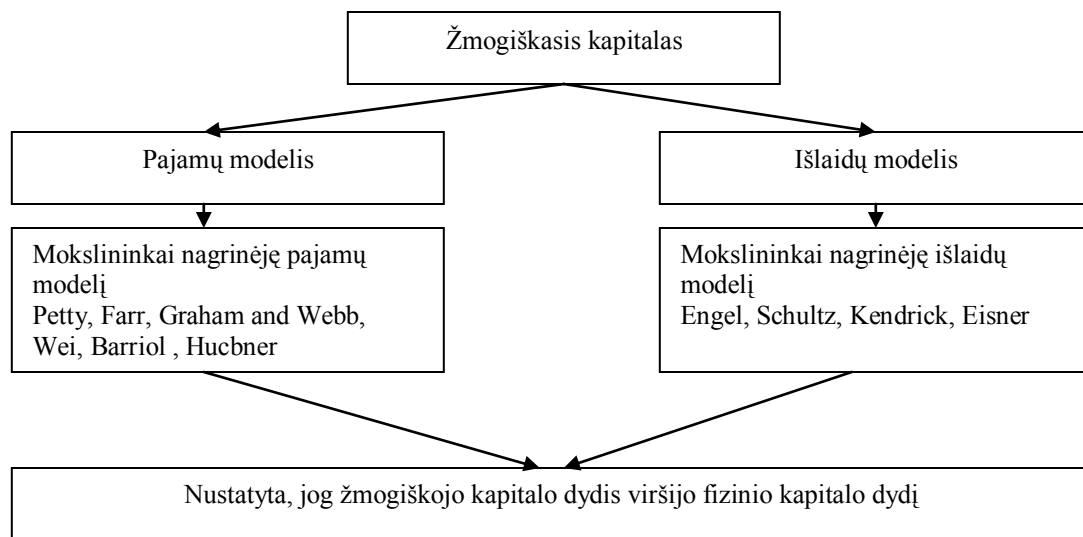 Žmogiškasis kapitalas
Pajamų modelis
Išlaidų modelis
Mokslininkai nagrinėję pajamų
modelį
Petty, Farr, Graham and Webb,
Wei, Barriol , Hucbner
Mokslininkai nagrinėję išlaidų
modelį
Engel, Schultz, Kendrick, Eisner
Nustatyta, jog žmogiškojo kapitalo dydis viršijo fizinio kapitalo dydį